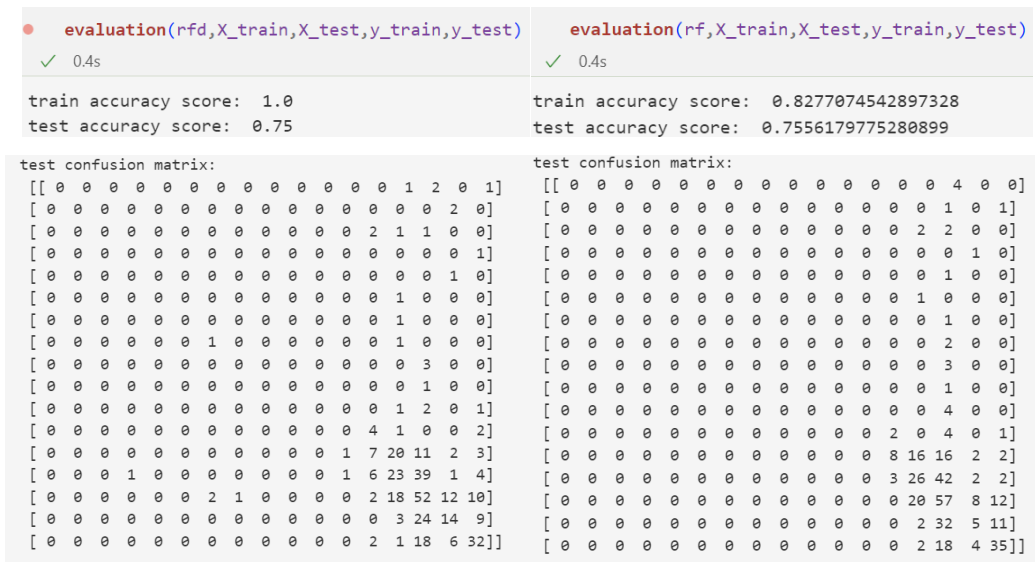 evaluation(rfd,X_train,X_test,y_train,y_test)
✓ 0.4s
train accuracy score: 1.0
test accuracy score: 0.75
test confusion matrix:
[[ 0 0 0 0 0 0 0 0 0 0 0 0 0 1 2 0 1]
[ 0 0 0 0 0 0 0 0 0 0 0 0 0 0 0 2 0]
[ 0 0 0 0 0 0 0 0 0 0 0 0 2 1 1 0 0]
[ 0 0 0 0 0 0 0 0 0 0 0 0 0 0 0 0 1]
[ 0 0 0 0 0 0 0 0 0 0 0 0 0 0 0 1 0]
[ 0 0 0 0 0 0 0 0 0 0 0 0 0 1 0 0 0]
[ 0 0 0 0 0 0 0 0 0 0 0 0 0 1 0 0 0]
[ 0 0 0 0 0 0 1 0 0 0 0 0 0 1 0 0 0]
[ 0 0 0 0 0 0 0 0 0 0 0 0 0 0 3 0 0]
[ 0 0 0 0 0 0 0 0 0 0 0 0 0 0 1 0 0]
[ 0 0 0 0 0 0 0 0 0 0 0 0 0 1 2 0 1]
[ 0 0 0 0 0 0 0 0 0 0 0 0 4 1 0 0 2]
[ 0 0 0 0 0 0 0 0 0 0 0 1 7 20 11 2 3]
[ 0 0 0 1 0 0 0 0 0 0 0 1 6 23 39 1 4]
[ 0 0 0 0 0 0 2 1 0 0 0 0 2 18 52 12 10]
[ 0 0 0 0 0 0 0 0 0 0 0 0 0 3 24 14 9]
[ 0 0 0 0 0 0 0 0 0 0 0 0 2 1 18 6 32]]
evaluation(rf,X_train,X_test,y_train,y_test)
✓ 0.4s
train accuracy score: 0.8277074542897328
test accuracy score: 0.7556179775280899
test confusion matrix:
[[ 0 0 0 0 0 0 0 0 0 0 0 0 0 0 4 0 0]
[ 0 0 0 0 0 0 0 0 0 0 0 0 0 0 1 0 1]
[ 0 0 0 0 0 0 0 0 0 0 0 0 0 2 2 0 0]
[ 0 0 0 0 0 0 0 0 0 0 0 0 0 0 0 1 0]
[ 0 0 0 0 0 0 0 0 0 0 0 0 0 0 1 0 0]
[ 0 0 0 0 0 0 0 0 0 0 0 0 0 1 0 0 0]
[ 0 0 0 0 0 0 0 0 0 0 0 0 0 0 1 0 0]
[ 0 0 0 0 0 0 0 0 0 0 0 0 0 0 2 0 0]
[ 0 0 0 0 0 0 0 0 0 0 0 0 0 0 3 0 0]
[ 0 0 0 0 0 0 0 0 0 0 0 0 0 0 1 0 0]
[ 0 0 0 0 0 0 0 0 0 0 0 0 0 0 4 0 0]
[ 0 0 0 0 0 0 0 0 0 0 0 0 2 0 4 0 1]
[ 0 0 0 0 0 0 0 0 0 0 0 0 8 16 16 2 2]
[ 0 0 0 0 0 0 0 0 0 0 0 0 3 26 42 2 2]
[ 0 0 0 0 0 0 0 0 0 0 0 0 0 20 57 8 12]
[ 0 0 0 0 0 0 0 0 0 0 0 0 0 2 32 5 11]
[ 0 0 0 0 0 0 0 0 0 0 0 0 0 2 18 4 35]]